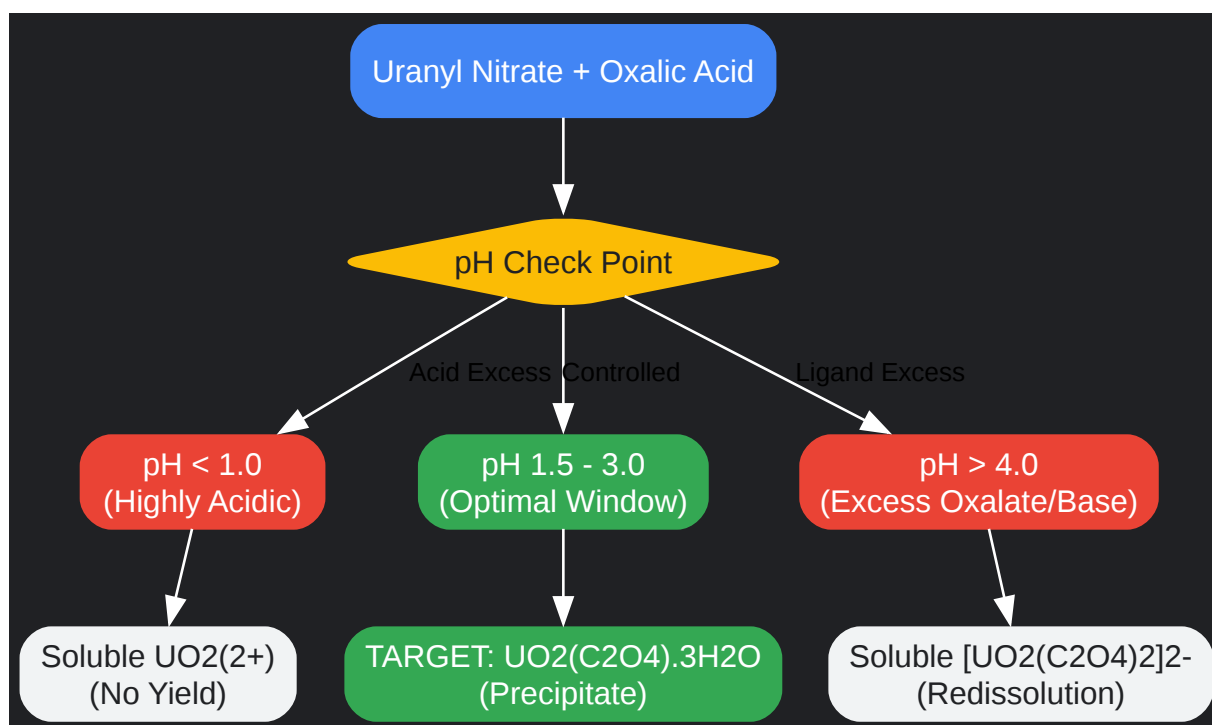 Uranyl Nitrate + Oxalic Acid
pH Check Point
Acid Excess
Controlled
Ligand Excess
pH < 1.0
(Highly Acidic)
pH 1.5 - 3.0
(Optimal Window)
pH > 4.0
(Excess Oxalate/Base)
Soluble UO2(2+)
(No Yield)
TARGET: UO2(C2O4).3H2O
(Precipitate)
Soluble [UO2(C2O4)2]2-
(Redissolution)